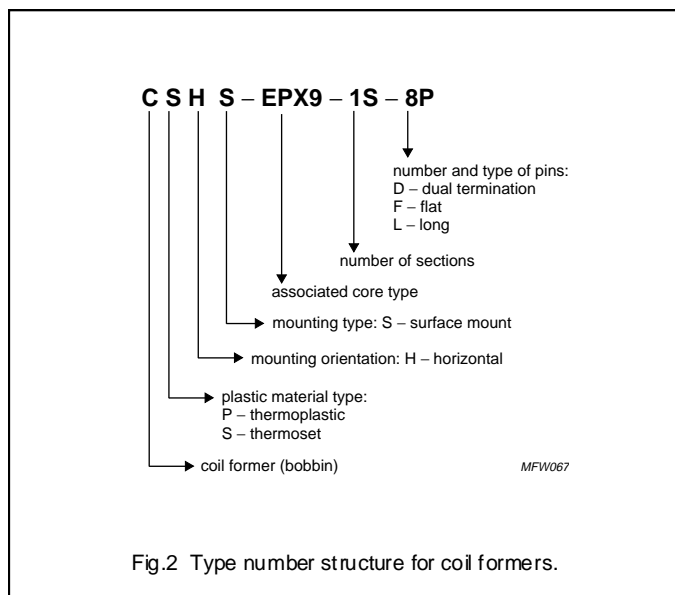 C S H S – EPX9 – 1S – 8P
number and type of pins:
D – dual termination
F – flat
L – long
number of sections
associated core type
mounting type: S – surface mount
mounting orientation: H – horizontal
plastic material type:
P – thermoplastic
S – thermoset
coil former (bobbin)
MFW067
Fig.2 Type number structure for coil formers.